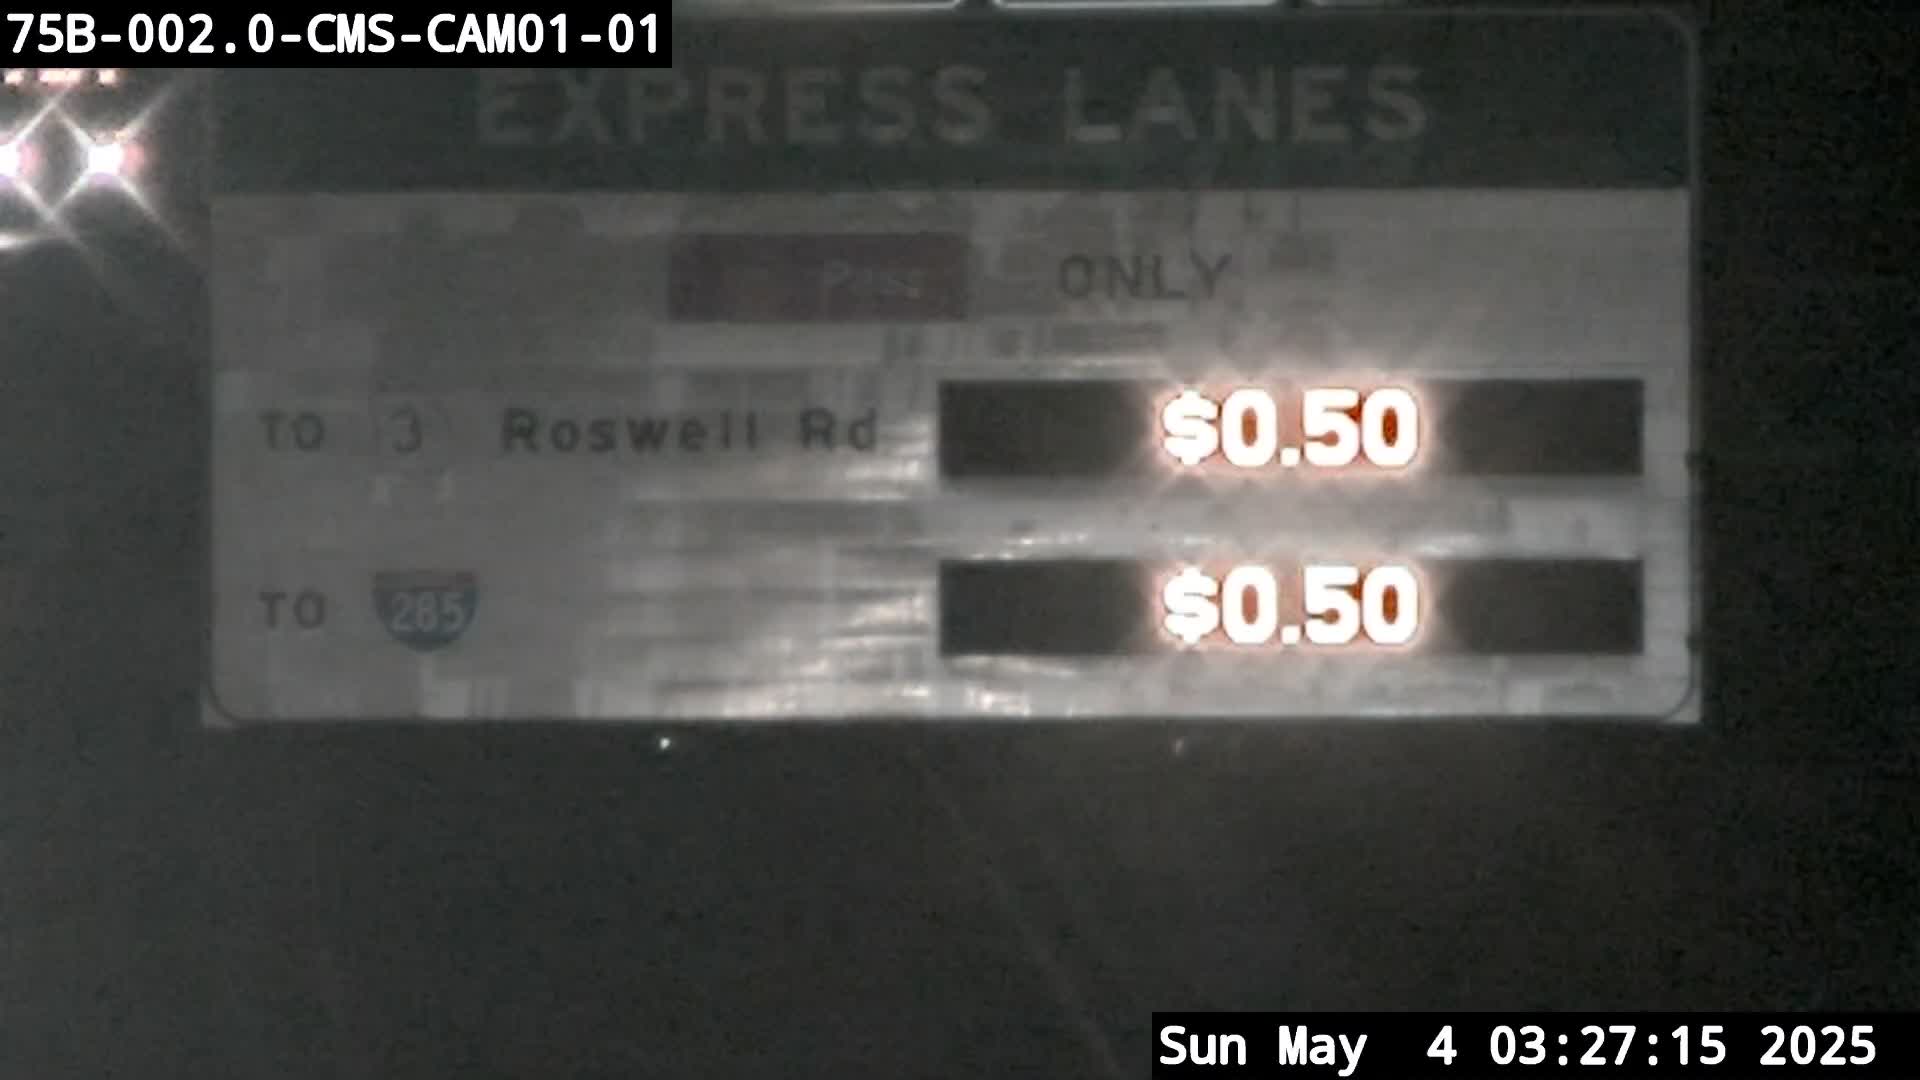 75B-002.0-CMS-CAM01-01
EXPRESS LANES
Pass ONLY
TO 3 Roswell Rd $0.50
TO 285 $0.50
Sun May 4 03:27:15 2025